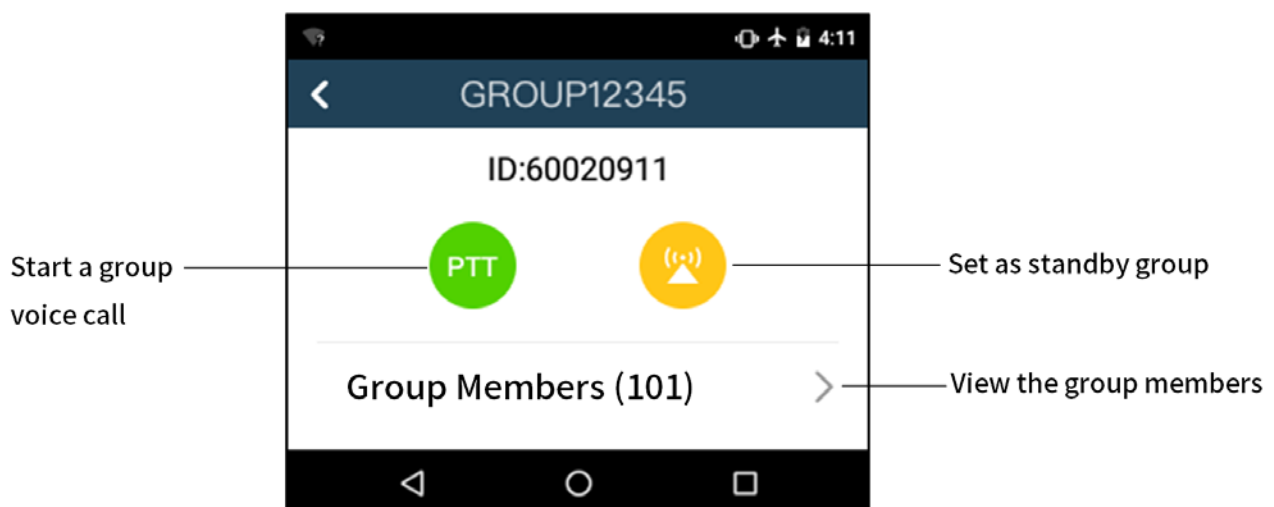 4:11
GROUP12345
ID:60020911
Start a group
voice call
PTT
Set as standby group
Group Members (101)
View the group members